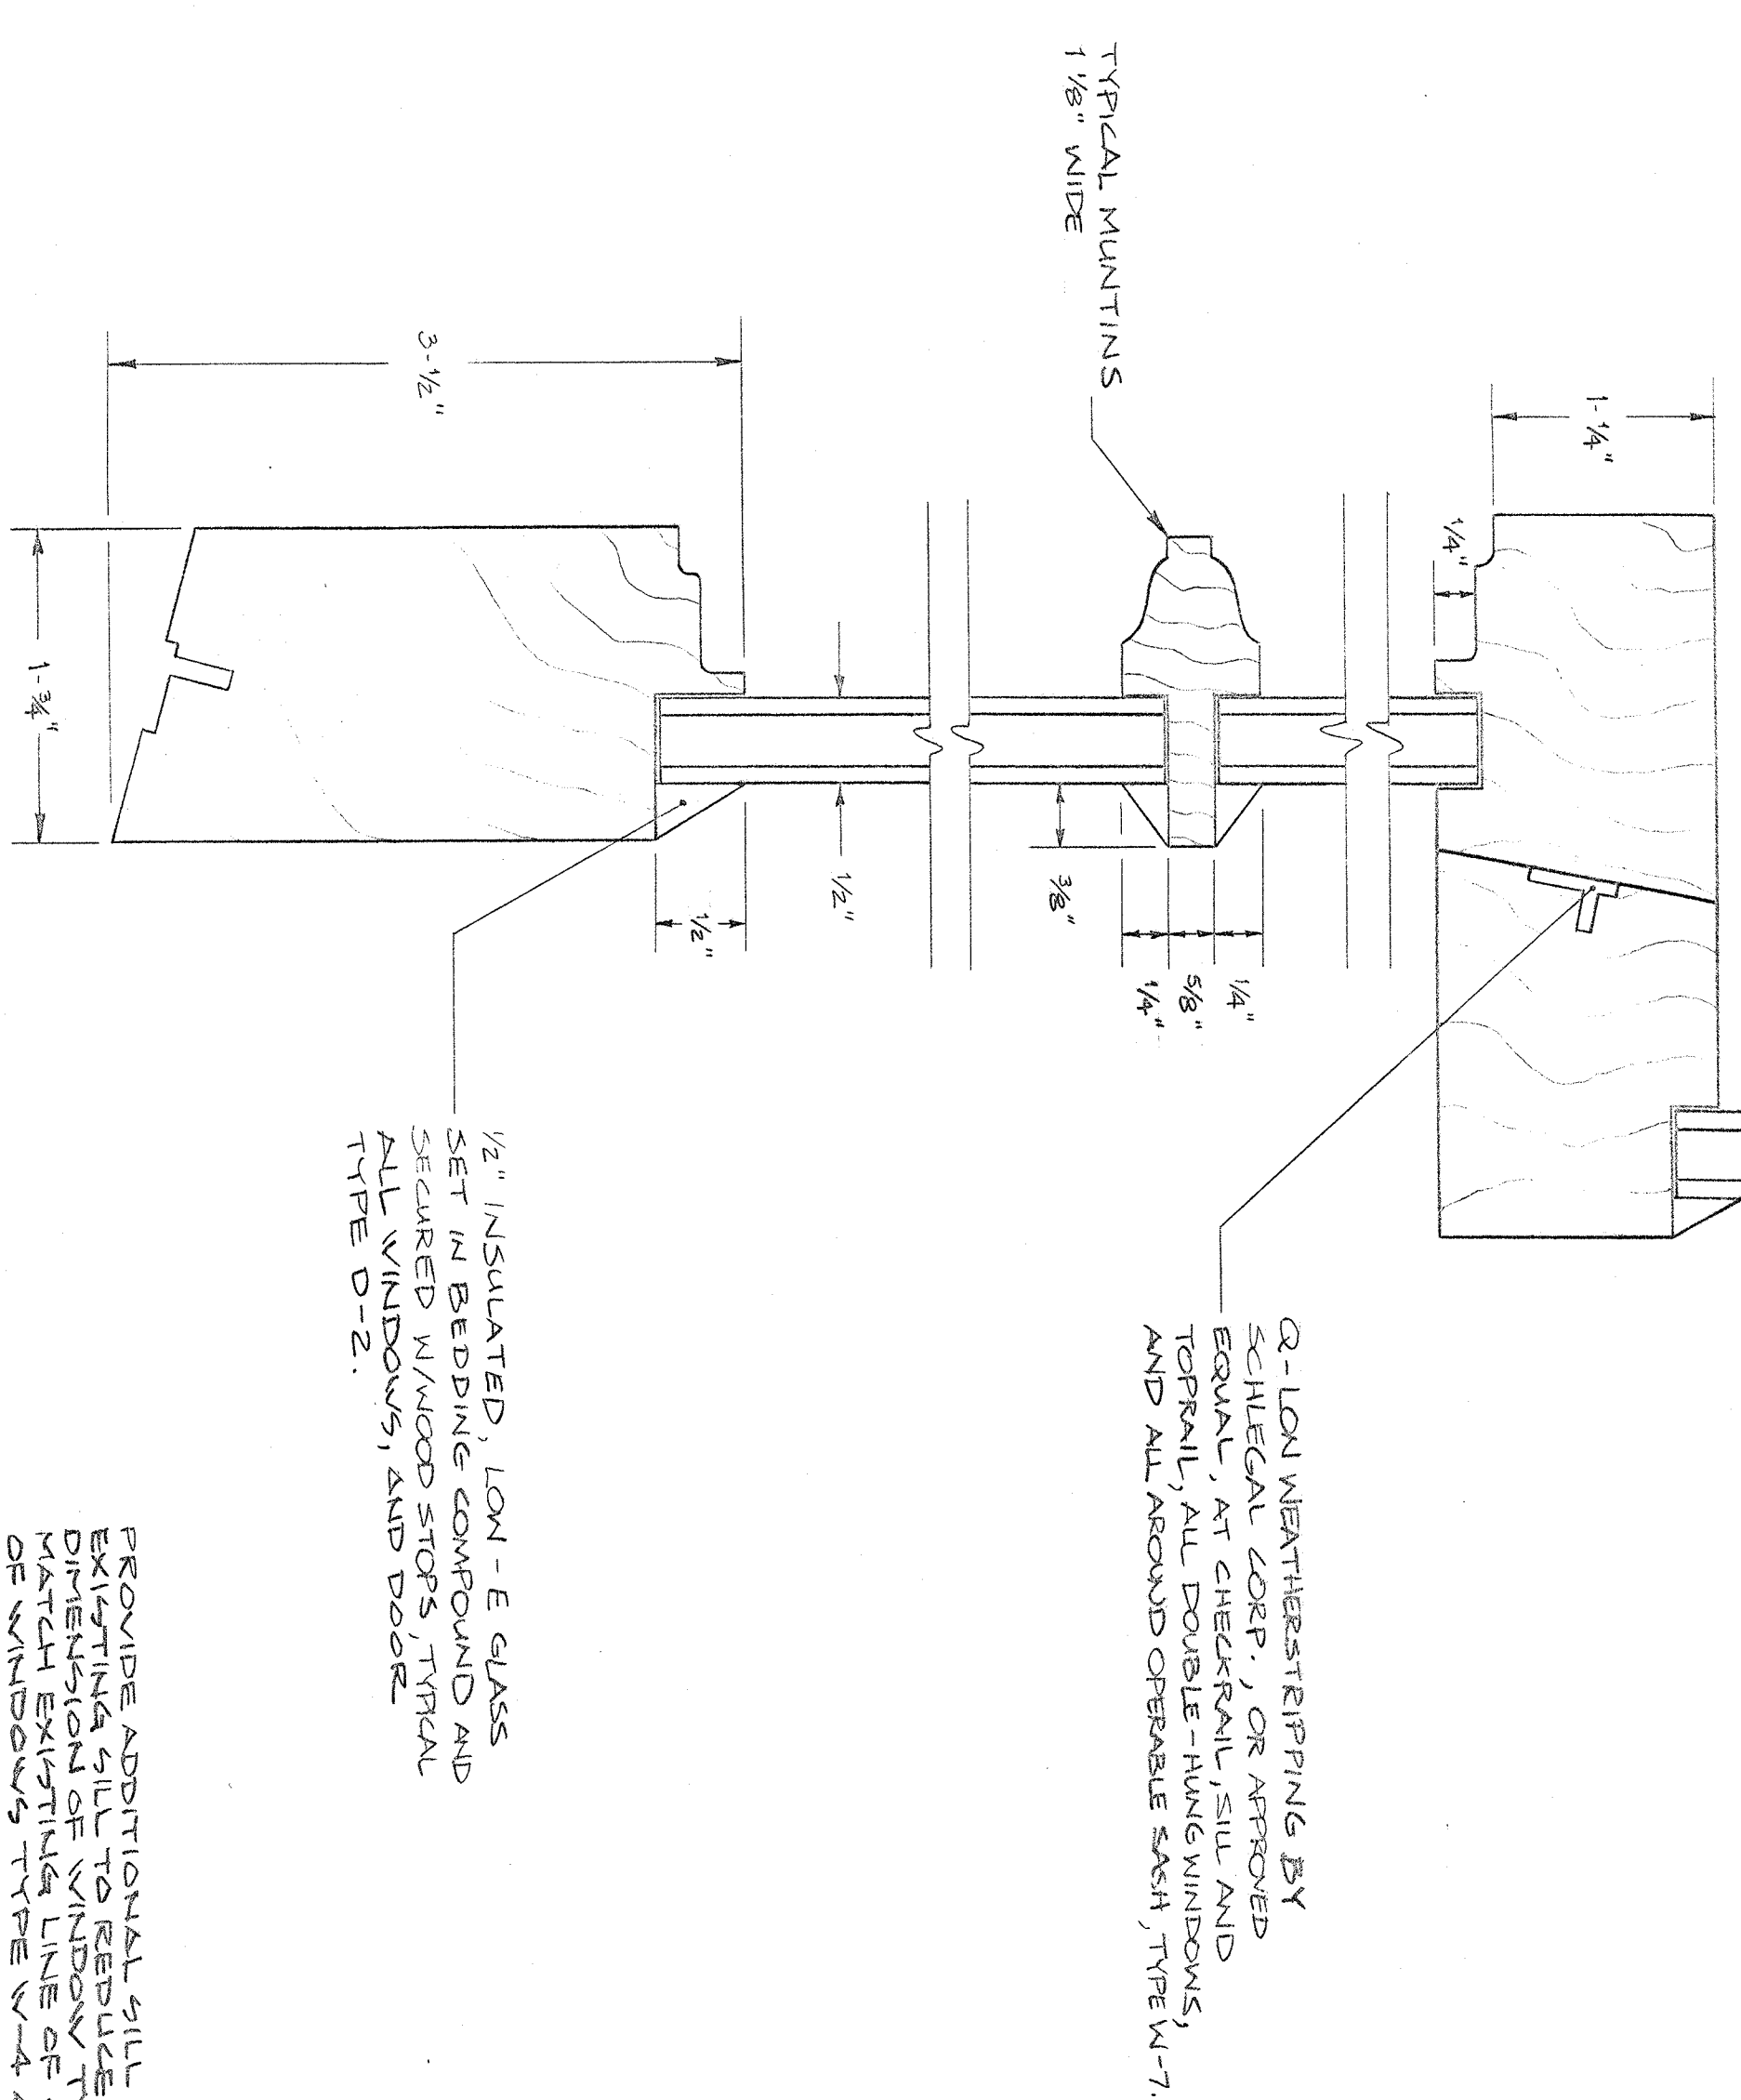 TYPICAL MUNTINS
1 1/8" WIDE
1-1/4"
1/4"
3-1/2"
1-3/4"
1/2"
1/2"
3/8"
1/4"
5/8"
1/4"
Q-LON WEATHERSTRIPPING BY
SCHLEGAL CORP., OR APPROVED
EQUAL, AT CHECKRAIL, SILL AND
TOPRAIL, ALL DOUBLE-HUNG WINDOWS,
AND ALL AROUND OPERABLE SASH, TYPE W-7.
1/2" INSULATED, LOW-E GLASS
SET IN BEDDING COMPOUND AND
SECURED W/WOOD STOPS, TYPICAL
ALL WINDOWS, AND DOOR
TYPE D-2.
PROVIDE ADDITIONAL SILL
EXISTING SILL TO REDUCE
DIMENSION OF WINDOW
MATCH EXISTING LINE OF
OF WINDOWS TYPE W-4